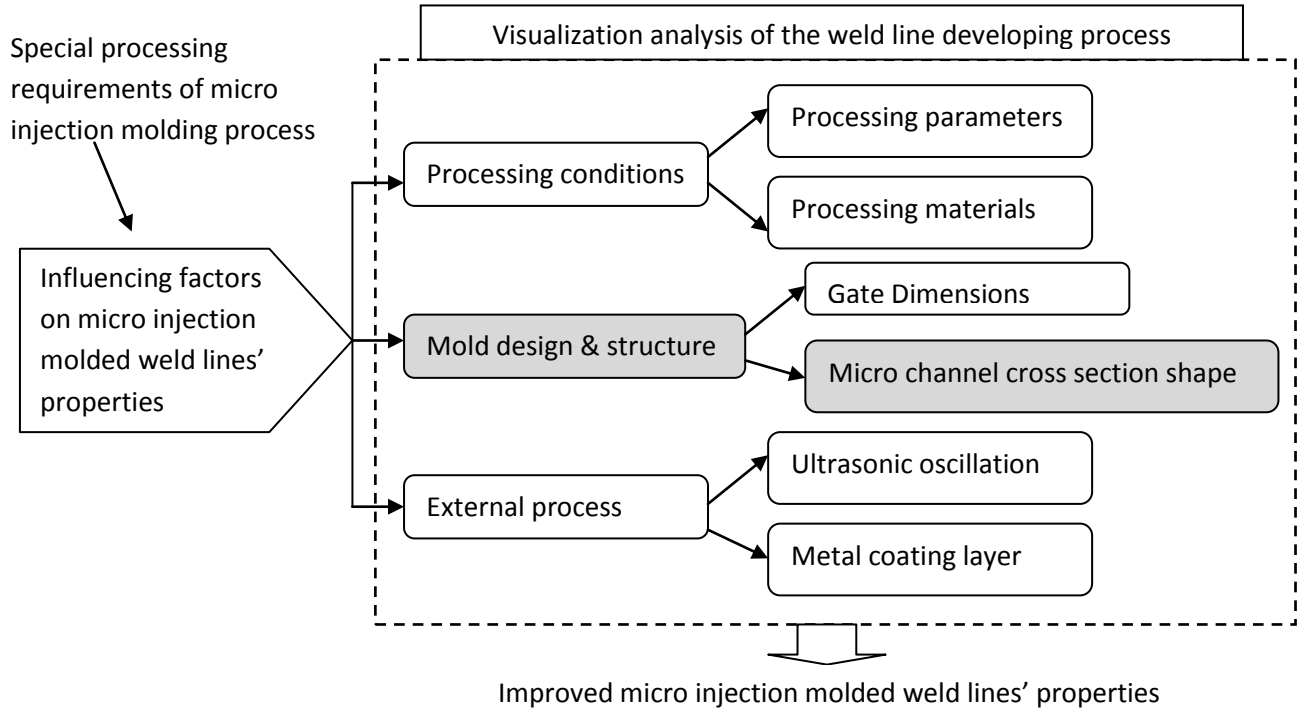 Visualization analysis of the weld line developing process
Special processing
requirements of micro
injection molding process
Influencing factors
on micro injection
molded weld lines’
properties
Processing conditions
Processing parameters
Processing materials
Mold design & structure
Gate Dimensions
Micro channel cross section shape
External process
Ultrasonic oscillation
Metal coating layer
Improved micro injection molded weld lines’ properties